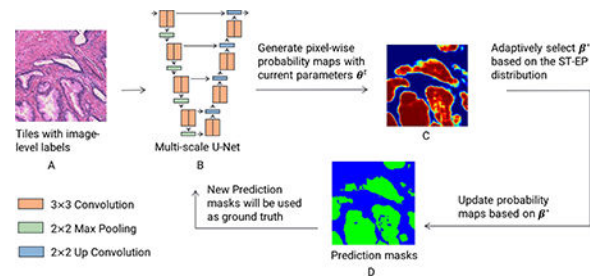 Tiles with image-
level labels
A
Multi-scale U-Net
B
Generate pixel-wise
probability maps with
current parameters θᵗ
C
Adaptively select β*
based on the ST-EP
distribution
Update probability
maps based on β*
Prediction masks
D
New Prediction
masks will be used
as ground truth
3×3 Convolution
2×2 Max Pooling
2×2 Up Convolution